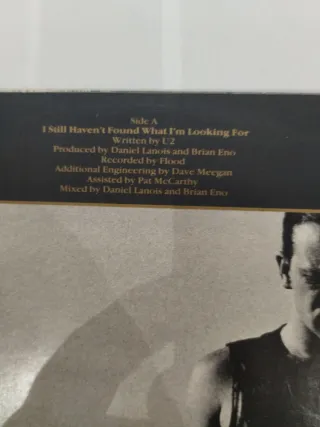 Side A
I Still Haven't Found What I'm Looking For
Written by U2
Produced by Daniel Lanois and Brian Eno
Recorded by Flood
Additional Engineering by Dave Meegan
Assisted by Pat McCarthy
Mixed by Daniel Lanois and Brian Eno